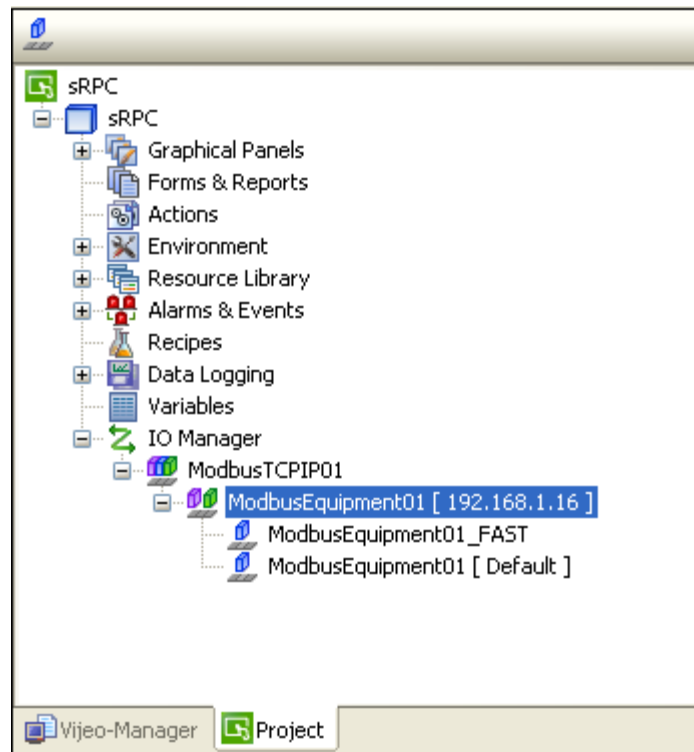 sRPC
sRPC
Graphical Panels
Forms & Reports
Actions
Environment
Resource Library
Alarms & Events
Recipes
Data Logging
Variables
IO Manager
ModbusTCPIP01
ModbusEquipment01 [ 192.168.1.16 ]
ModbusEquipment01_FAST
ModbusEquipment01 [ Default ]
Vijeo-Manager Project